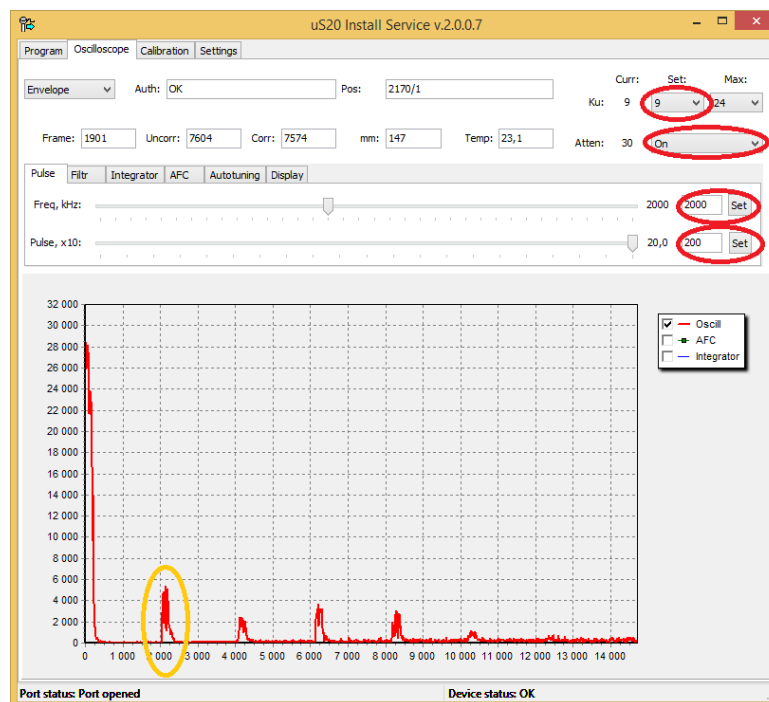 uS20 Install Service v.2.0.0.7
Program Oscilloscope Calibration Settings
Curr: Set: Max:
Envelope Auth: OK Pos: 2170/1
Ku: 9 9 24
Frame: 1901 Uncorr: 7604 Corr: 7574 mm: 147 Temp: 23,1
Atten: 30 On
Pulse Filtr Integrator AFC Autotuning Display
Freq, kHz: 2000 2000 Set
Pulse, x10: 20,0 200 Set
32 000
30 000
28 000
26 000
24 000
22 000
20 000
18 000
16 000
14 000
12 000
10 000
8 000
6 000
4 000
2 000
0
Oscill
AFC
Integrator
0 1 000 2 000 3 000 4 000 5 000 6 000 7 000 8 000 9 000 10 000 11 000 12 000 13 000 14 000
Port status: Port opened Device status: OK